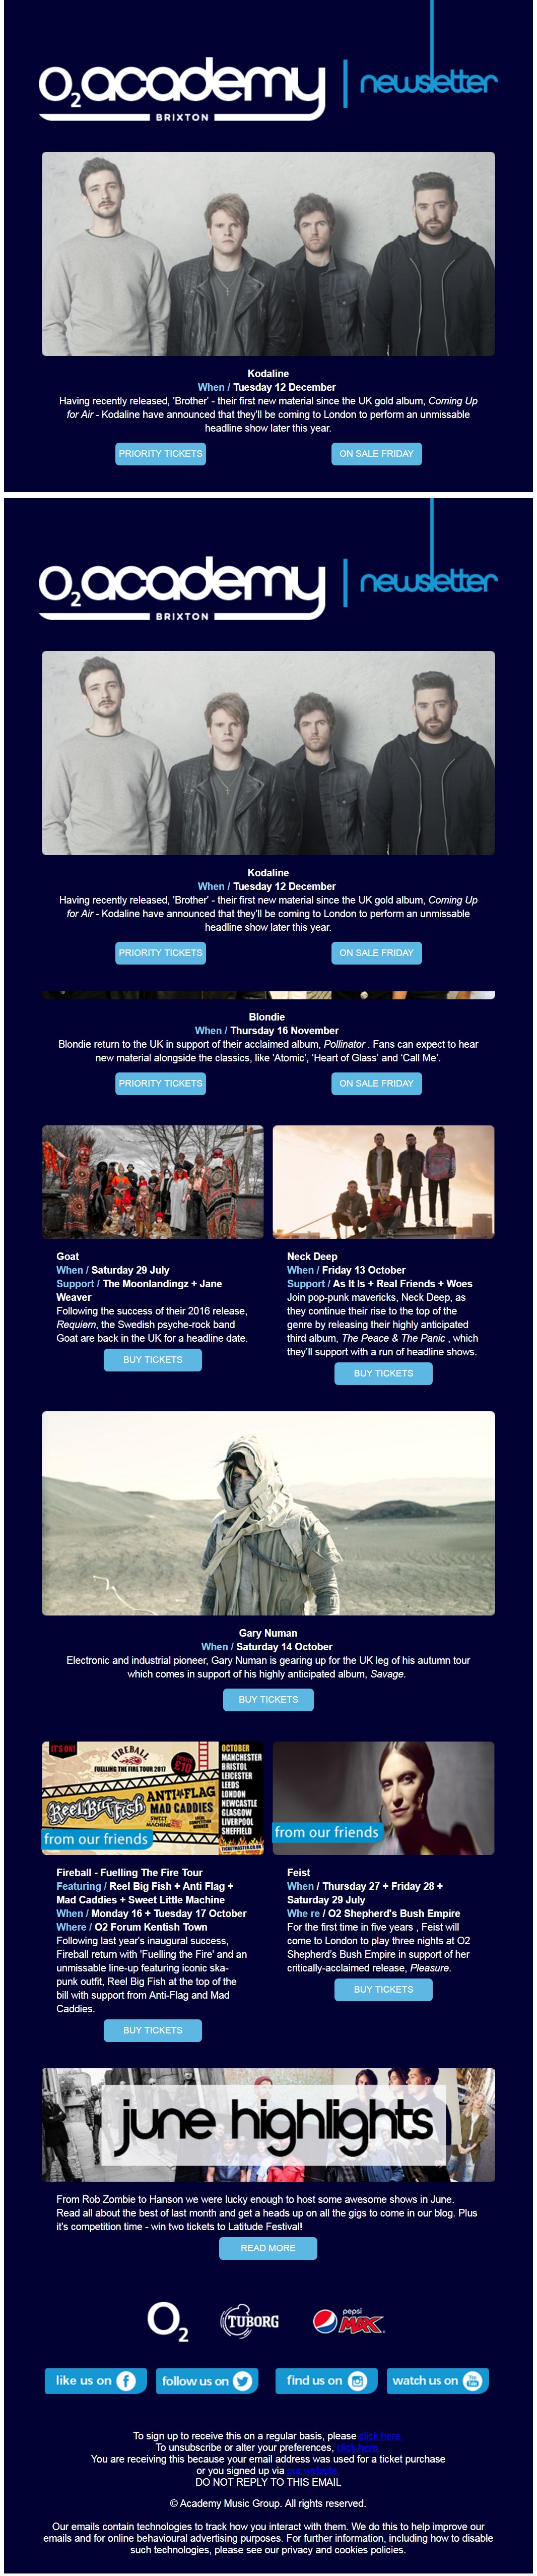 O2 academy | newsletter
BRIXTON
Kodaline
When / Tuesday 12 December
Having recently released, 'Brother' - their first new material since the UK gold album, Coming Up
for Air - Kodaline have announced that they'll be coming to London to perform an unmissable
headline show later this year.
PRIORITY TICKETS
ON SALE FRIDAY
O2 academy | newsletter
BRIXTON
Kodaline
When / Tuesday 12 December
Having recently released, 'Brother' - their first new material since the UK gold album, Coming Up
for Air - Kodaline have announced that they'll be coming to London to perform an unmissable
headline show later this year.
PRIORITY TICKETS
ON SALE FRIDAY
Blondie
When / Thursday 16 November
Blondie return to the UK in support of their acclaimed album, Pollinator . Fans can expect to hear
new material alongside the classics, like 'Atomic', 'Heart of Glass' and 'Call Me'.
PRIORITY TICKETS
ON SALE FRIDAY
Goat
When / Saturday 29 July
Support / The Moonlandingz + Jane
Weaver
Following the success of their 2016 release,
Requiem, the Swedish psyche-rock band
Goat are back in the UK for a headline date.
BUY TICKETS
Neck Deep
When / Friday 13 October
Support / As It Is + Real Friends + Woes
Join pop-punk mavericks, Neck Deep, as
they continue their rise to the top of the
genre by releasing their highly anticipated
third album, The Peace & The Panic , which
they'll support with a run of headline shows.
BUY TICKETS
Gary Numan
When / Saturday 14 October
Electronic and industrial pioneer, Gary Numan is gearing up for the UK leg of his autumn tour
which comes in support of his highly anticipated album, Savage.
BUY TICKETS
IT'S ON!
FIREBALL
FUELLING THE FIRE TOUR 2017
£10
REEL BIG FISH
ANTI-FLAG
MAD CADDIES
SWEET LITTLE MACHINE
OCTOBER
MANCHESTER
BRISTOL
LEICESTER
LEEDS
LONDON
NEWCASTLE
GLASGOW
LIVERPOOL
SHEFFIELD
TICKETMASTER.CO.UK
from our friends
from our friends
Fireball - Fuelling The Fire Tour
Featuring / Reel Big Fish + Anti Flag +
Mad Caddies + Sweet Little Machine
When / Monday 16 + Tuesday 17 October
Where / O2 Forum Kentish Town
Following last year's inaugural success,
Fireball return with 'Fuelling the Fire' and an
unmissable line-up featuring iconic ska-
punk outfit, Reel Big Fish at the top of the
bill with support from Anti-Flag and Mad
Caddies.
BUY TICKETS
Feist
When / Thursday 27 + Friday 28 +
Saturday 29 July
Whe re / O2 Shepherd's Bush Empire
For the first time in five years , Feist will
come to London to play three nights at O2
Shepherd's Bush Empire in support of her
critically-acclaimed release, Pleasure.
BUY TICKETS
june highlights
From Rob Zombie to Hanson we were lucky enough to host some awesome shows in June.
Read all about the best of last month and get a heads up on all the gigs to come in our blog. Plus
it's competition time - win two tickets to Latitude Festival!
READ MORE
O2
TUBORG
pepsi MAX
like us on
follow us on
find us on
watch us on You Tube
To sign up to receive this on a regular basis, please click here
To unsubscribe or alter your preferences, click here
You are receiving this because your email address was used for a ticket purchase
or you signed up via our website.
DO NOT REPLY TO THIS EMAIL
© Academy Music Group. All rights reserved.
Our emails contain technologies to track how you interact with them. We do this to help improve our
emails and for online behavioural advertising purposes. For further information, including how to disable
such technologies, please see our privacy and cookies policies.